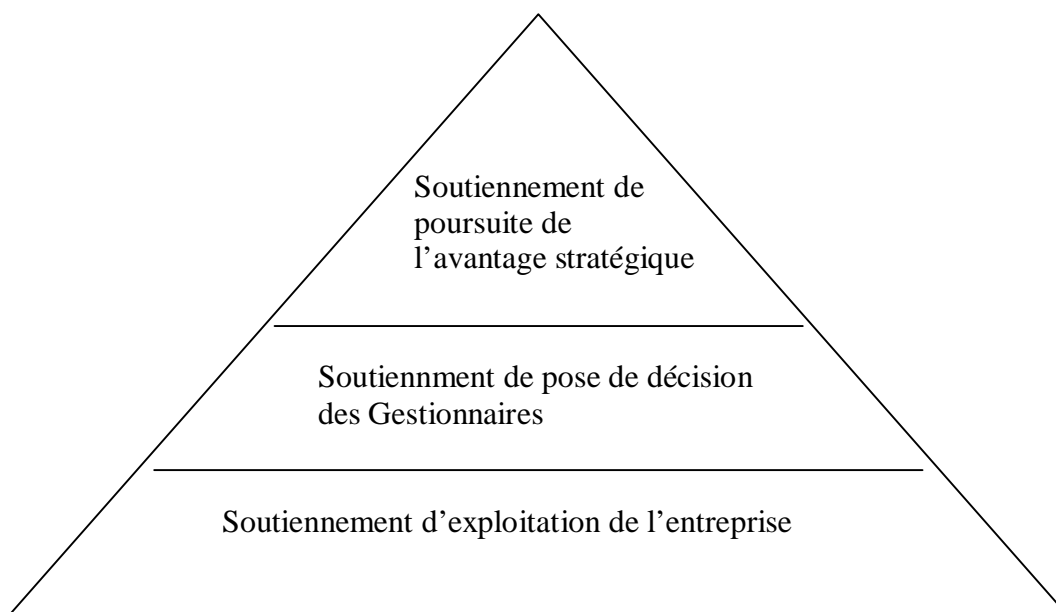 Soutiennement de
poursuite de
l’avantage stratégique
Soutiennment de pose de décision
des Gestionnaires
Soutiennement d’exploitation de l’entreprise